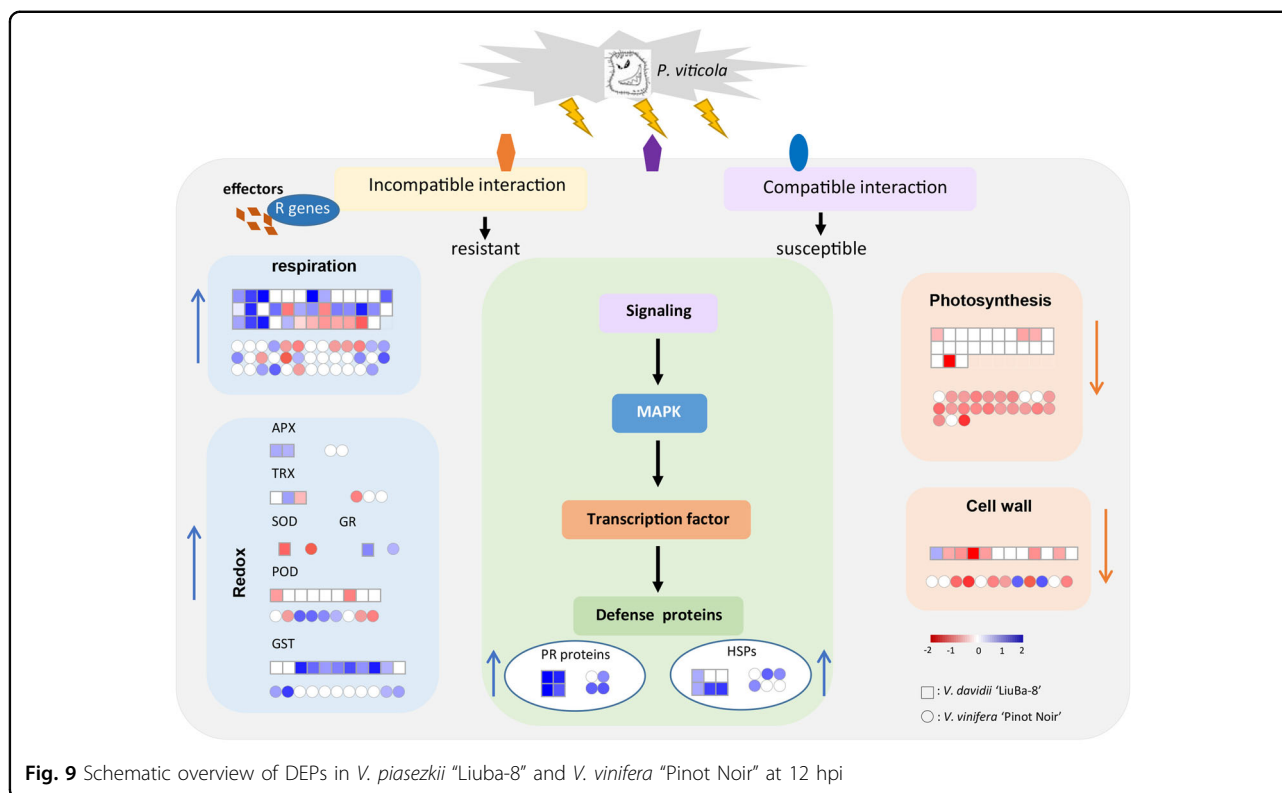 P. viticola
Incompatible interaction
Compatible interaction
effectors
R genes
resistant
susceptible
respiration
Signaling
Photosynthesis
MAPK
APX
TRX
SOD GR
Redox
POD
GST
Transcription factor
Cell wall
Defense proteins
PR proteins
HSPs
-2 -1 0 1 2
: V. davidii ‘LiuBa-8’
: V. vinifera ‘Pinot Noir’
Fig. 9 Schematic overview of DEPs in V. piasezkii “Liuba-8” and V. vinifera “Pinot Noir” at 12 hpi